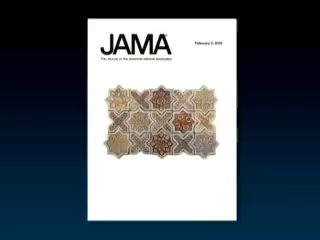 JAMA
February 3, 2010
The Journal of the American Medical Association